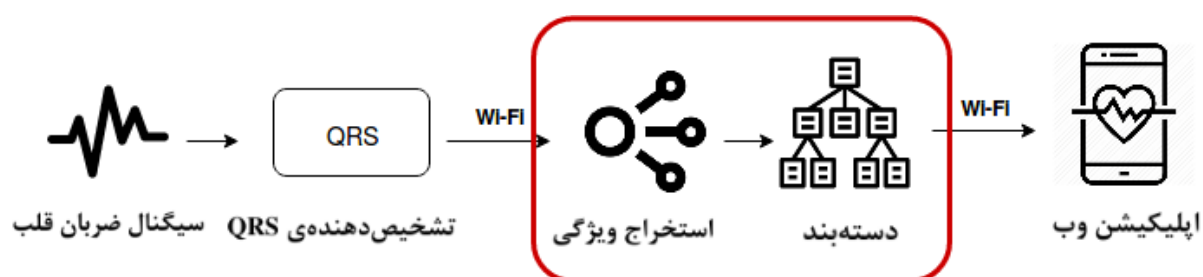 QRS
WI-FI
WI-FI
سیگنال ضربان قلب
تشخیص‌دهنده‌ی QRS
استخراج ویژگی
دسته‌بند
اپلیکیشن وب